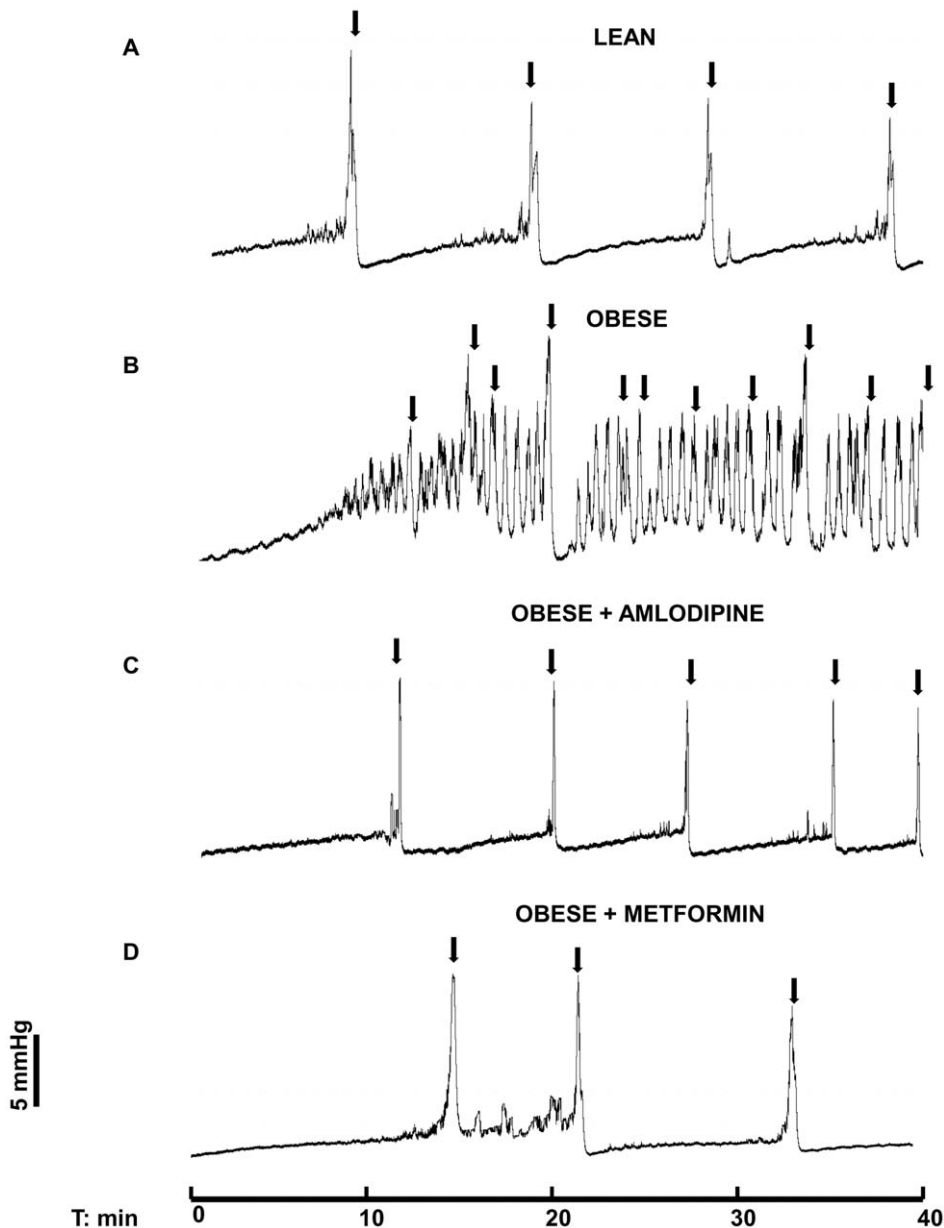 A
LEAN
B
OBESE
OBESE + AMLODIPINE
C
OBESE + METFORMIN
D
5 mmHg
T: min 0 10 20 30 40